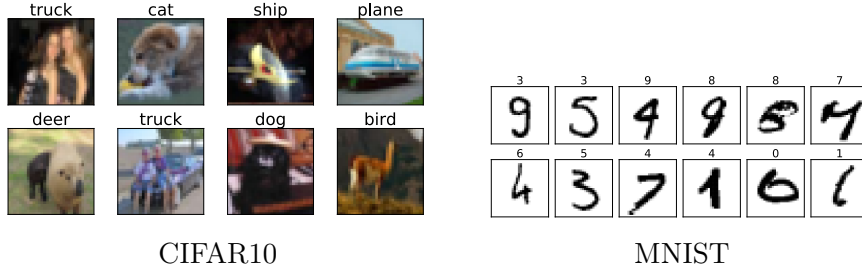 truck cat ship plane
deer truck dog bird
CIFAR10
3 3 9 8 8 7
6 5 4 4 0 1
MNIST